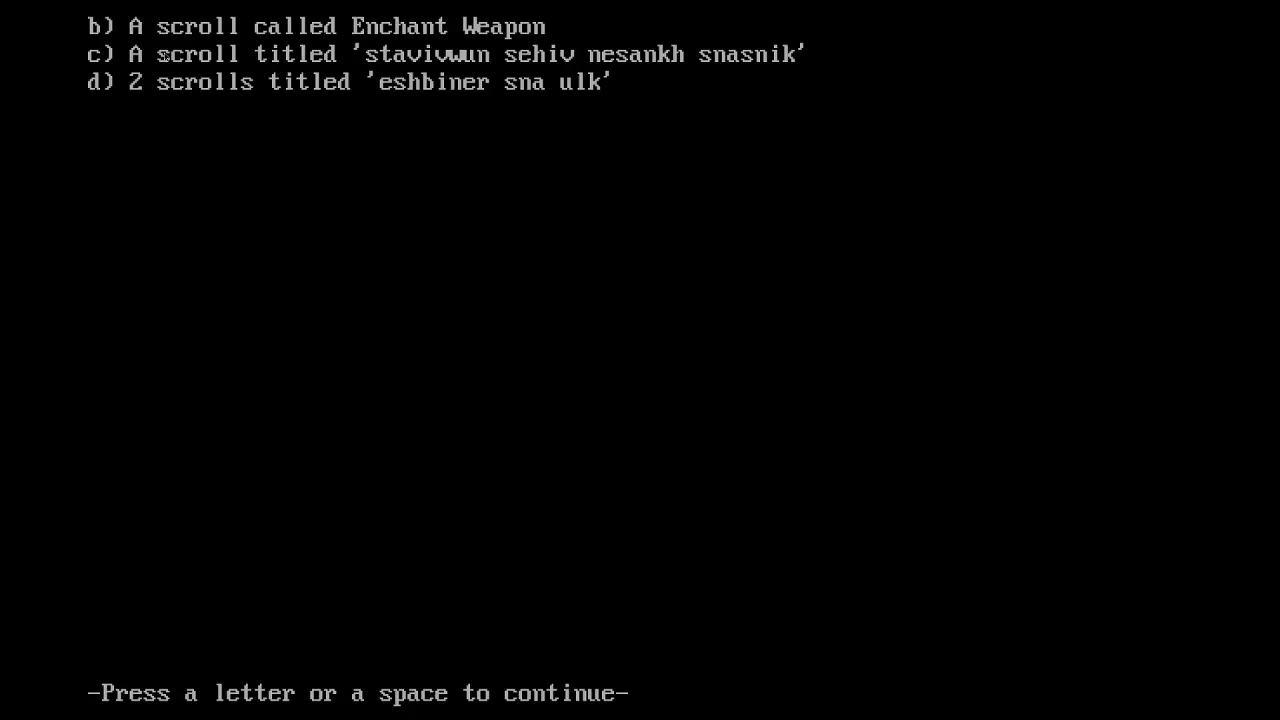 b) A scroll called Enchant Weapon
c) A scroll titled 'stavivwun sehiv nesankh snasnik'
d) 2 scrolls titled 'eshbiner sna ulk'
-Press a letter or a space to continue-